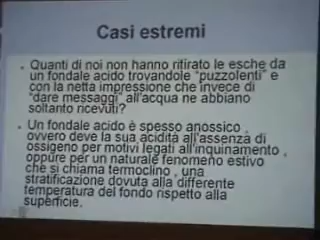 Casi estremi
. Quanti di noi non hanno ritirato le esche da
un fondale acido trovandole "puzzolenti" e
con la netta impressione che invece di
"dare messaggi" all'acqua ne abbiano
soltanto ricevuti?
. Un fondale acido è spesso anossico ,
ovvero deve la sua acidità all'assenza di
ossigeno per motivi legati all'inquinamento ,
oppure per un naturale fenomeno estivo
che si chiama termoclino , una
stratificazione dovuta alla differente
temperatura del fondo rispetto alla
superficie.